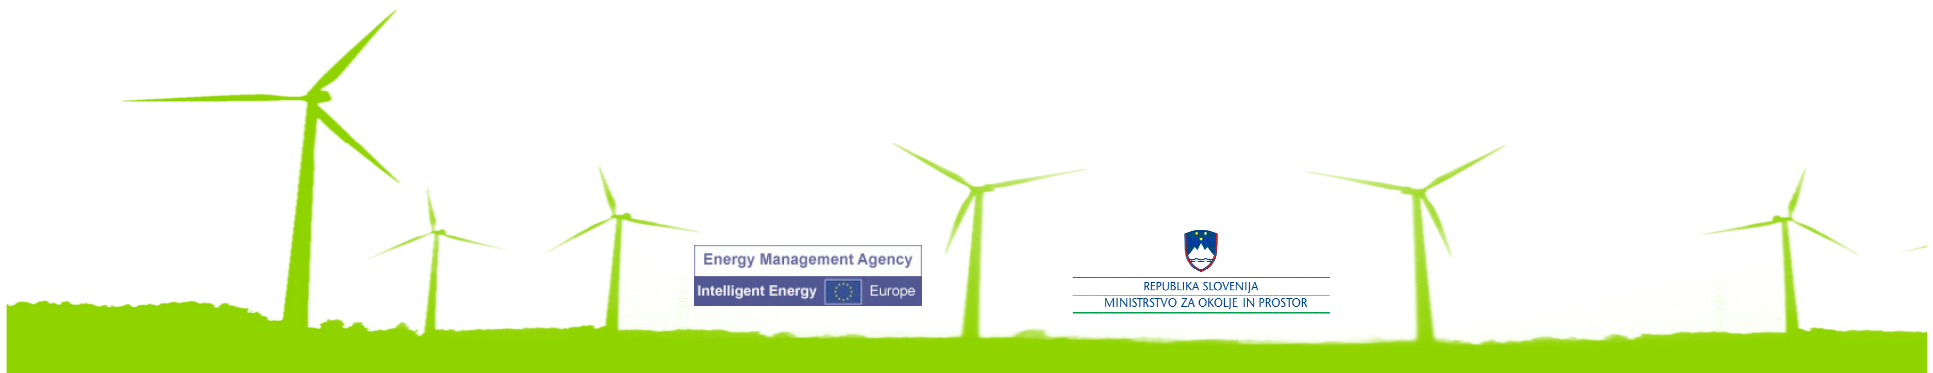 Energy Management Agency
Intelligent Energy Europe
REPUBLIKA SLOVENIJA
MINISTRSTVO ZA OKOLJE IN PROSTOR